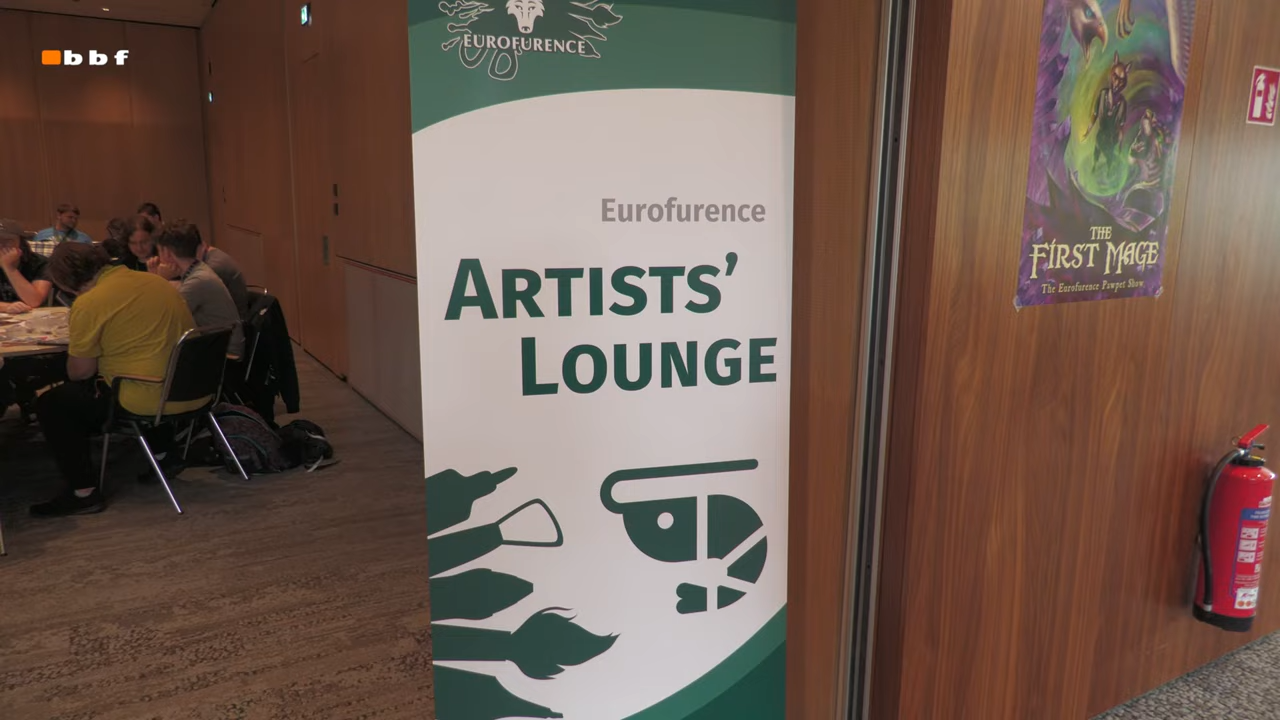 bbf
EUROFURENCE
Eurofurence
ARTISTS'
LOUNGE
THE
FIRST MAGE
The Eurofurence Pawpet Show